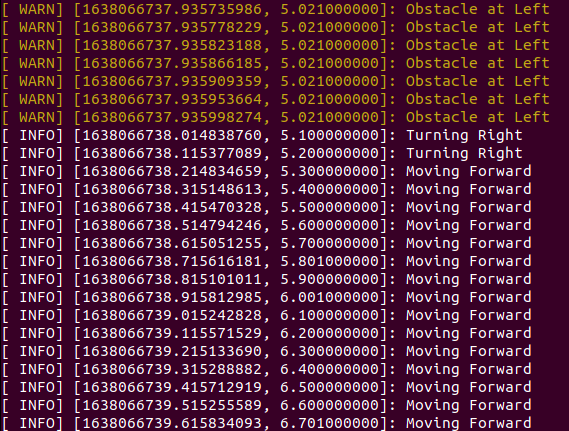 [ WARN] [1638066737.935735986, 5.021000000]: Obstacle at Left
[ WARN] [1638066737.935778229, 5.021000000]: Obstacle at Left
[ WARN] [1638066737.935823188, 5.021000000]: Obstacle at Left
[ WARN] [1638066737.935866185, 5.021000000]: Obstacle at Left
[ WARN] [1638066737.935909359, 5.021000000]: Obstacle at Left
[ WARN] [1638066737.935953664, 5.021000000]: Obstacle at Left
[ WARN] [1638066737.935998274, 5.021000000]: Obstacle at Left
[ INFO] [1638066738.014838760, 5.100000000]: Turning Right
[ INFO] [1638066738.115377089, 5.200000000]: Turning Right
[ INFO] [1638066738.214834659, 5.300000000]: Moving Forward
[ INFO] [1638066738.315148613, 5.400000000]: Moving Forward
[ INFO] [1638066738.415470328, 5.500000000]: Moving Forward
[ INFO] [1638066738.514794246, 5.600000000]: Moving Forward
[ INFO] [1638066738.615051255, 5.700000000]: Moving Forward
[ INFO] [1638066738.715616181, 5.801000000]: Moving Forward
[ INFO] [1638066738.815101011, 5.900000000]: Moving Forward
[ INFO] [1638066738.915812985, 6.001000000]: Moving Forward
[ INFO] [1638066739.015242828, 6.100000000]: Moving Forward
[ INFO] [1638066739.115571529, 6.200000000]: Moving Forward
[ INFO] [1638066739.215133690, 6.300000000]: Moving Forward
[ INFO] [1638066739.315288882, 6.400000000]: Moving Forward
[ INFO] [1638066739.415712919, 6.500000000]: Moving Forward
[ INFO] [1638066739.515255589, 6.600000000]: Moving Forward
[ INFO] [1638066739.615834093, 6.701000000]: Moving Forward